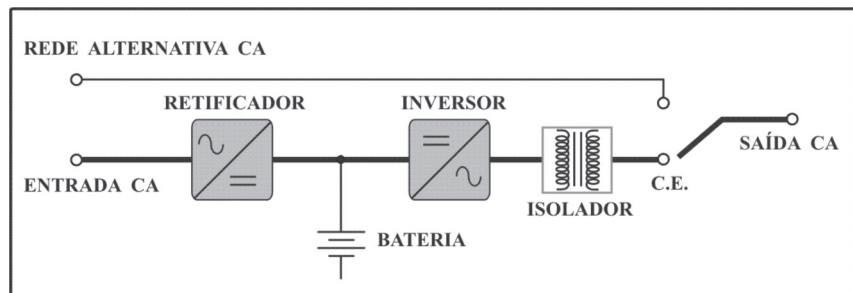 REDE ALTERNATIVA CA
RETIFICADOR
INVERSOR
SAÍDA CA
ENTRADA CA
C.E.
ISOLADOR
BATERIA